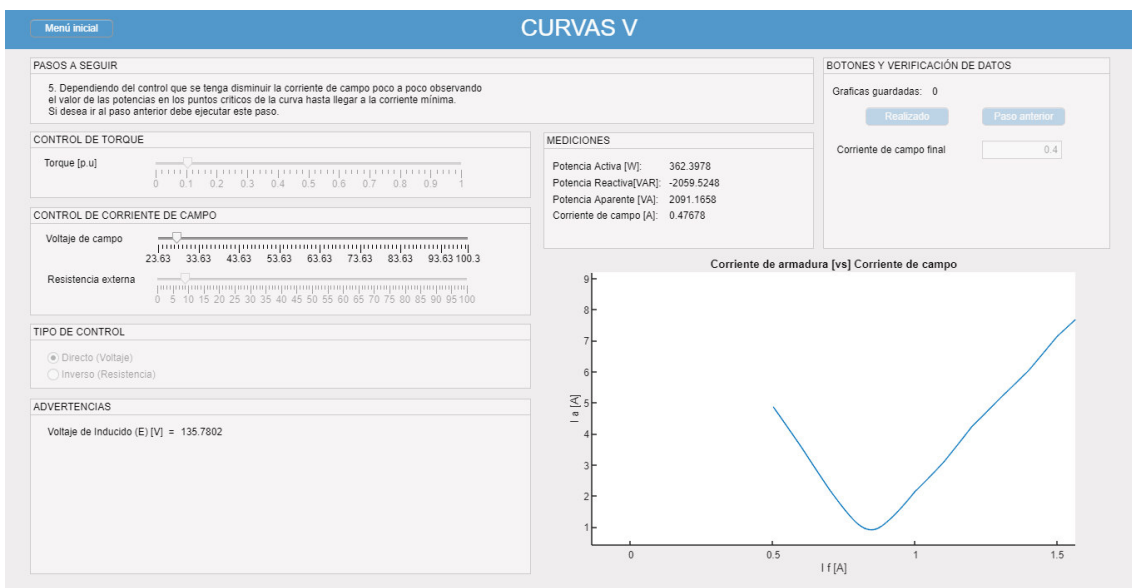 Menú inicial
CURVAS V
PASOS A SEGUIR
5. Dependiendo del control que se tenga disminuir la corriente de campo poco a poco observando
el valor de las potencias en los puntos criticos de la curva hasta llegar a la corriente mínima.
Si desea ir al paso anterior debe ejecutar este paso.
BOTONES Y VERIFICACIÓN DE DATOS
Graficas guardadas: 0
Realizado Paso anterior
Corriente de campo final 0.4
CONTROL DE TORQUE
Torque [p.u]
0 0.1 0.2 0.3 0.4 0.5 0.6 0.7 0.8 0.9 1
MEDICIONES
Potencia Activa [W]: 362.3978
Potencia Reactiva[VAR]: -2059.5248
Potencia Aparente [VA]: 2091.1658
Corriente de campo [A]: 0.47678
CONTROL DE CORRIENTE DE CAMPO
Voltaje de campo
23.63 33.63 43.63 53.63 63.63 73.63 83.63 93.63 100.3
Resistencia externa
0 5 10 15 20 25 30 35 40 45 50 55 60 65 70 75 80 85 90 95 100
TIPO DE CONTROL
Directo (Voltaje)
Inverso (Resistencia)
ADVERTENCIAS
Voltaje de Inducido (E) [V] = 135.7802
Corriente de armadura [vs] Corriente de campo
9
8
7
6
5
4
3
2
1
I a [A]
0 0.5 1 1.5
I f [A]